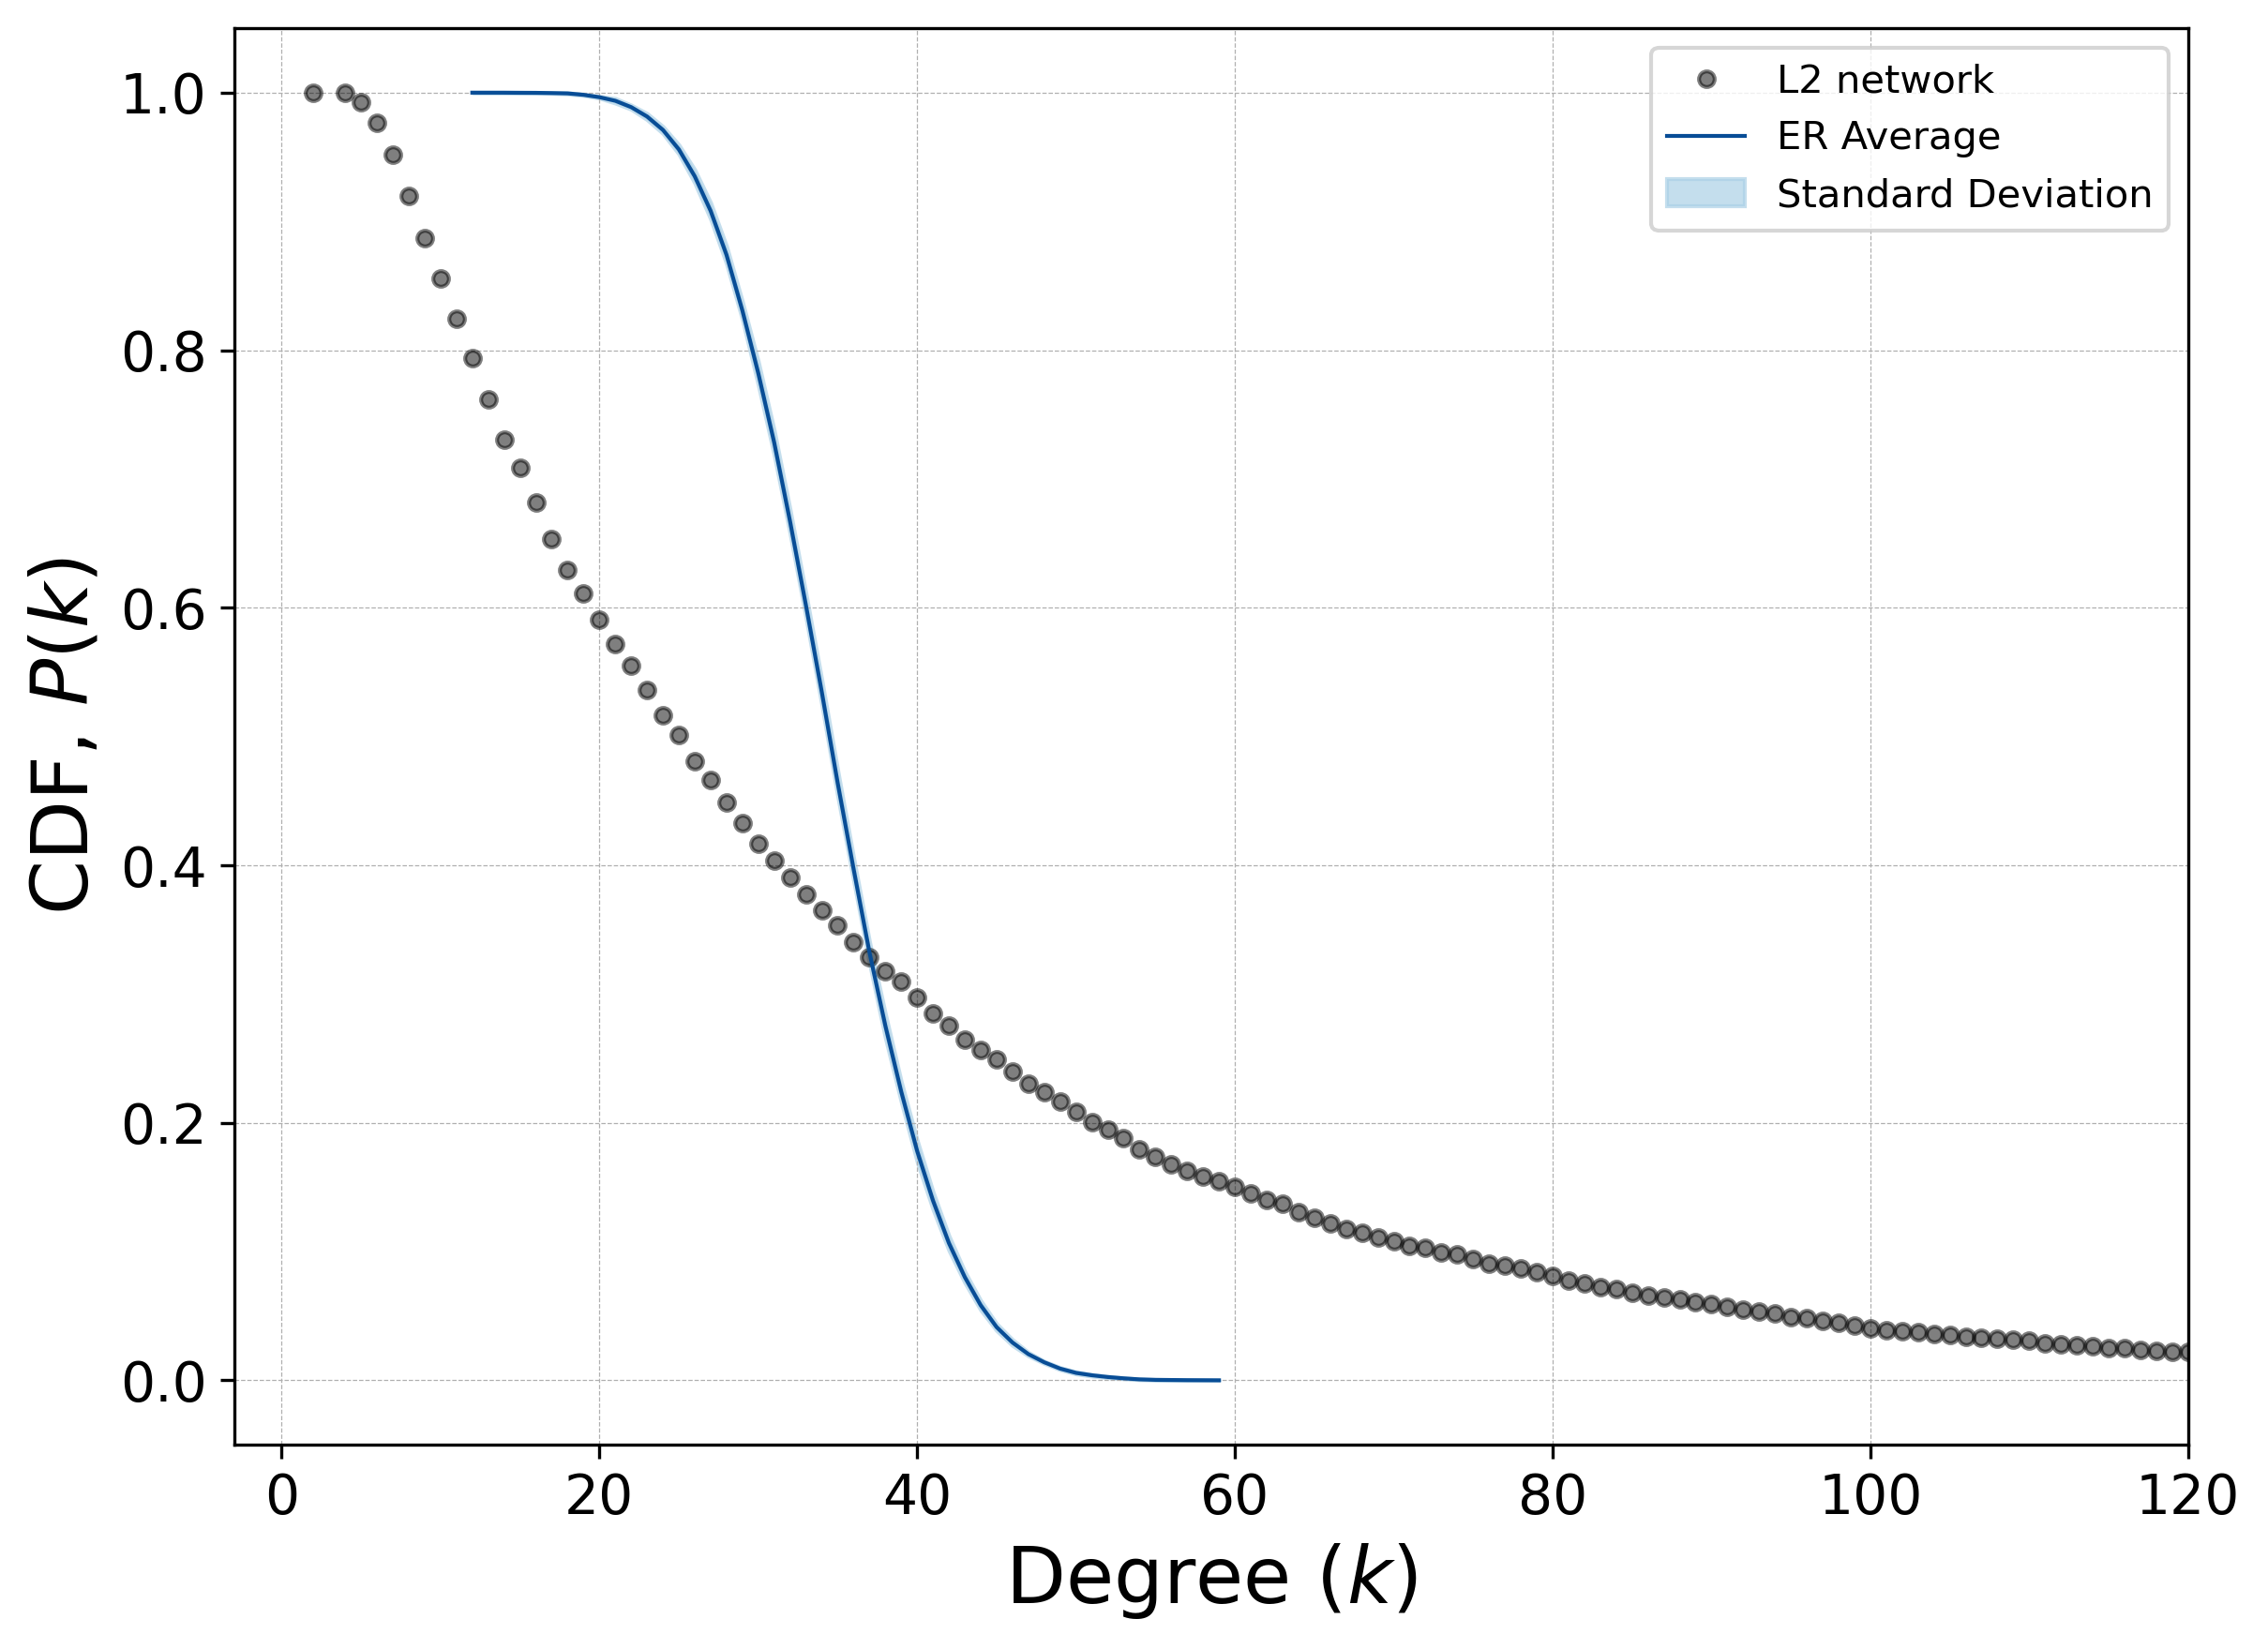 L2 network
ER Average
Standard Deviation
CDF, P(k)
1.0
0.8
0.6
0.4
0.2
0.0
0 20 40 60 80 100 120
Degree (k)